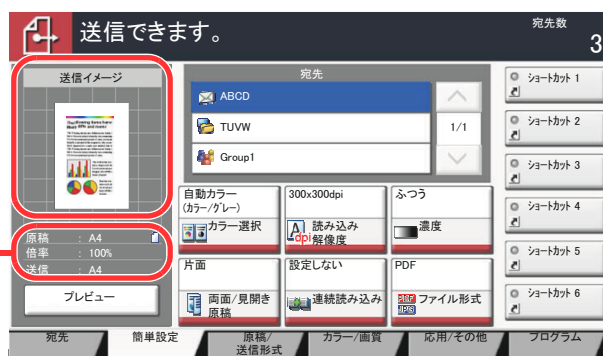 送信できます。
宛先数
3
送信イメージ
原稿 : A4
倍率 : 100%
送信 : A4
プレビュー
宛先
ABCD
TUVW
Group1
1/1
自動カラー
(カラー/グレー)
カラー選択
300x300dpi
読み込み
解像度
ふつう
濃度
片面
両面/見開き
原稿
設定しない
連続読み込み
PDF
ファイル形式
ショートカット 1
ショートカット 2
ショートカット 3
ショートカット 4
ショートカット 5
ショートカット 6
宛先
簡単設定
原稿/
送信形式
カラー/画質
応用/その他
プログラム